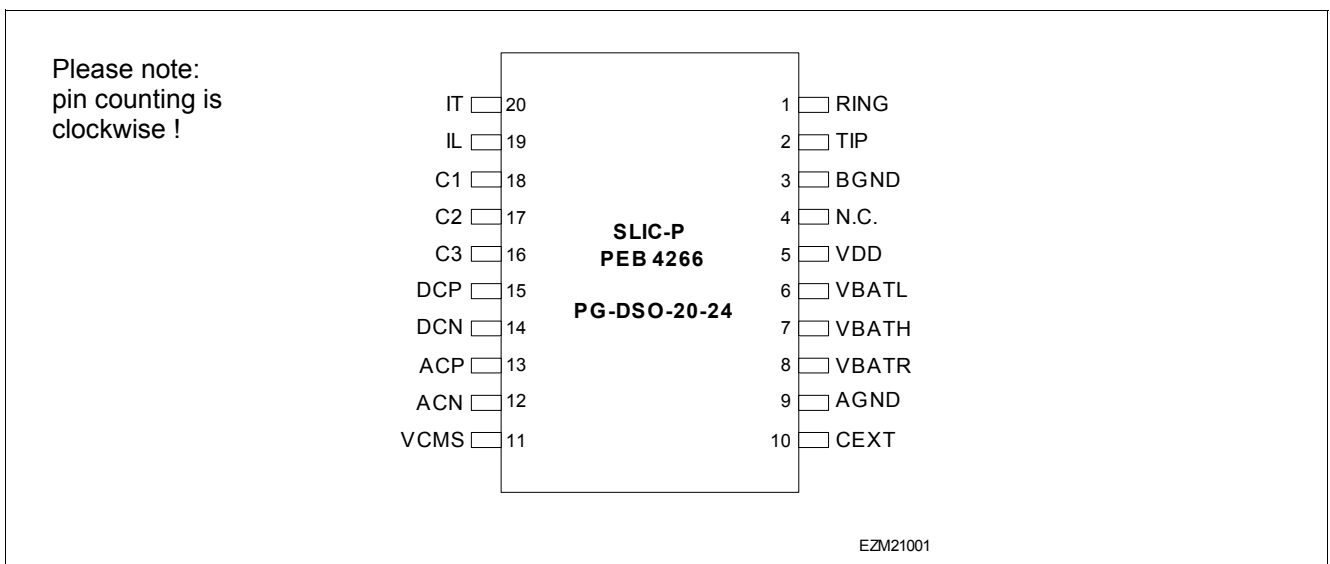 Please note:
pin counting is
clockwise !
IT 20 1 RING
IL 19 2 TIP
C1 18 3 BGND
C2 17 4 N.C.
C3 16 5 VDD
DCP 15 6 VBATL
DCN 14 7 VBATH
ACP 13 8 VBATR
ACN 12 9 AGND
VCMS 11 10 CEXT
SLIC-P
PEB 4266
PG-DSO-20-24
EZM21001